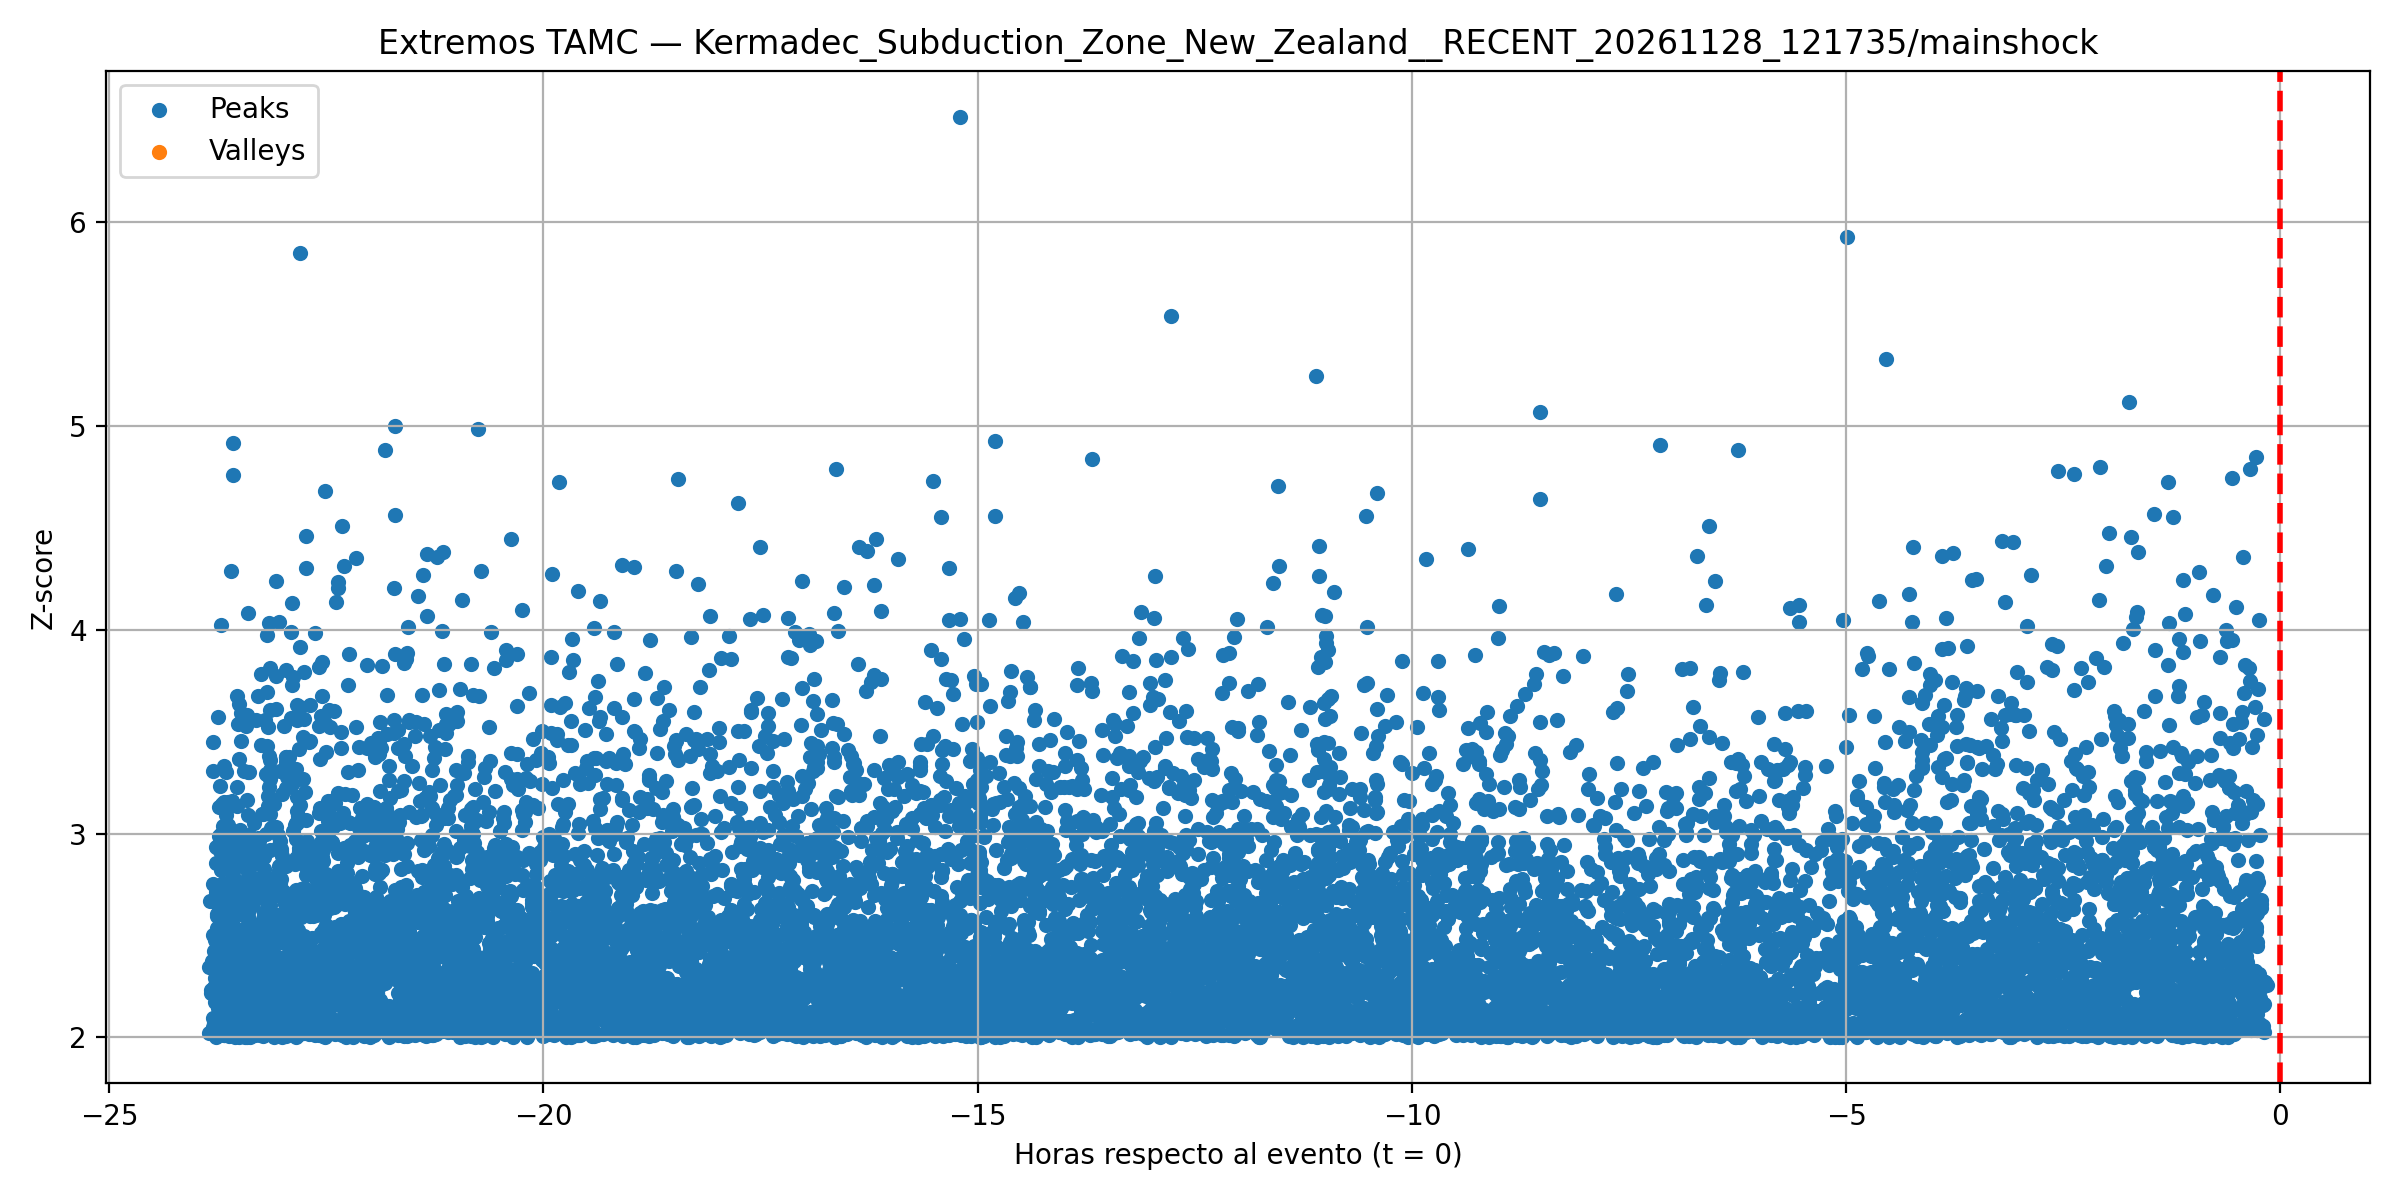 Extremos TAMC — Kermadec_Subduction_Zone_New_Zealand__RECENT_20261128_121735/mainshock
Peaks
Valleys
Z-score
6
5
4
3
2
−25
−20
−15
−10
−5
0
Horas respecto al evento (t = 0)